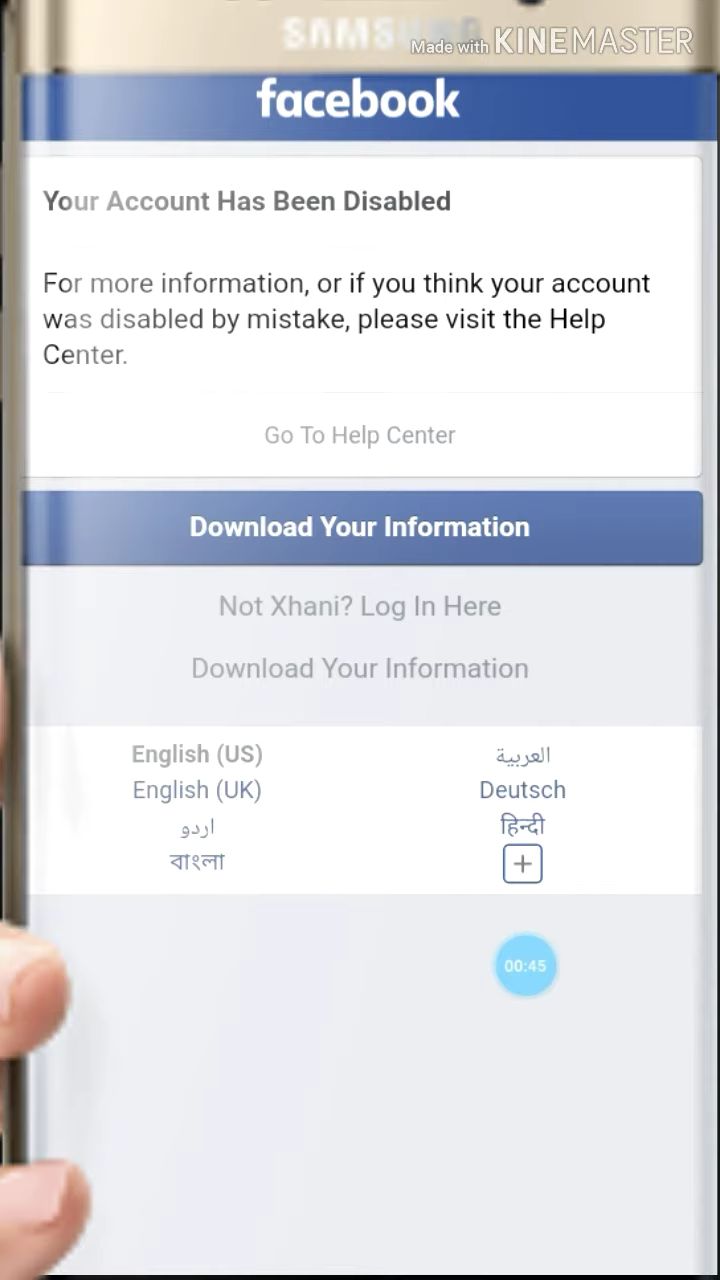 SAMSUNG
Made with KINEMASTER
facebook
Your Account Has Been Disabled
For more information, or if you think your account
was disabled by mistake, please visit the Help
Center.
Go To Help Center
Download Your Information
Not Xhani? Log In Here
Download Your Information
English (US)
العربية
English (UK)
Deutsch
اردو
हिन्दी
বাংলা
+
00:45